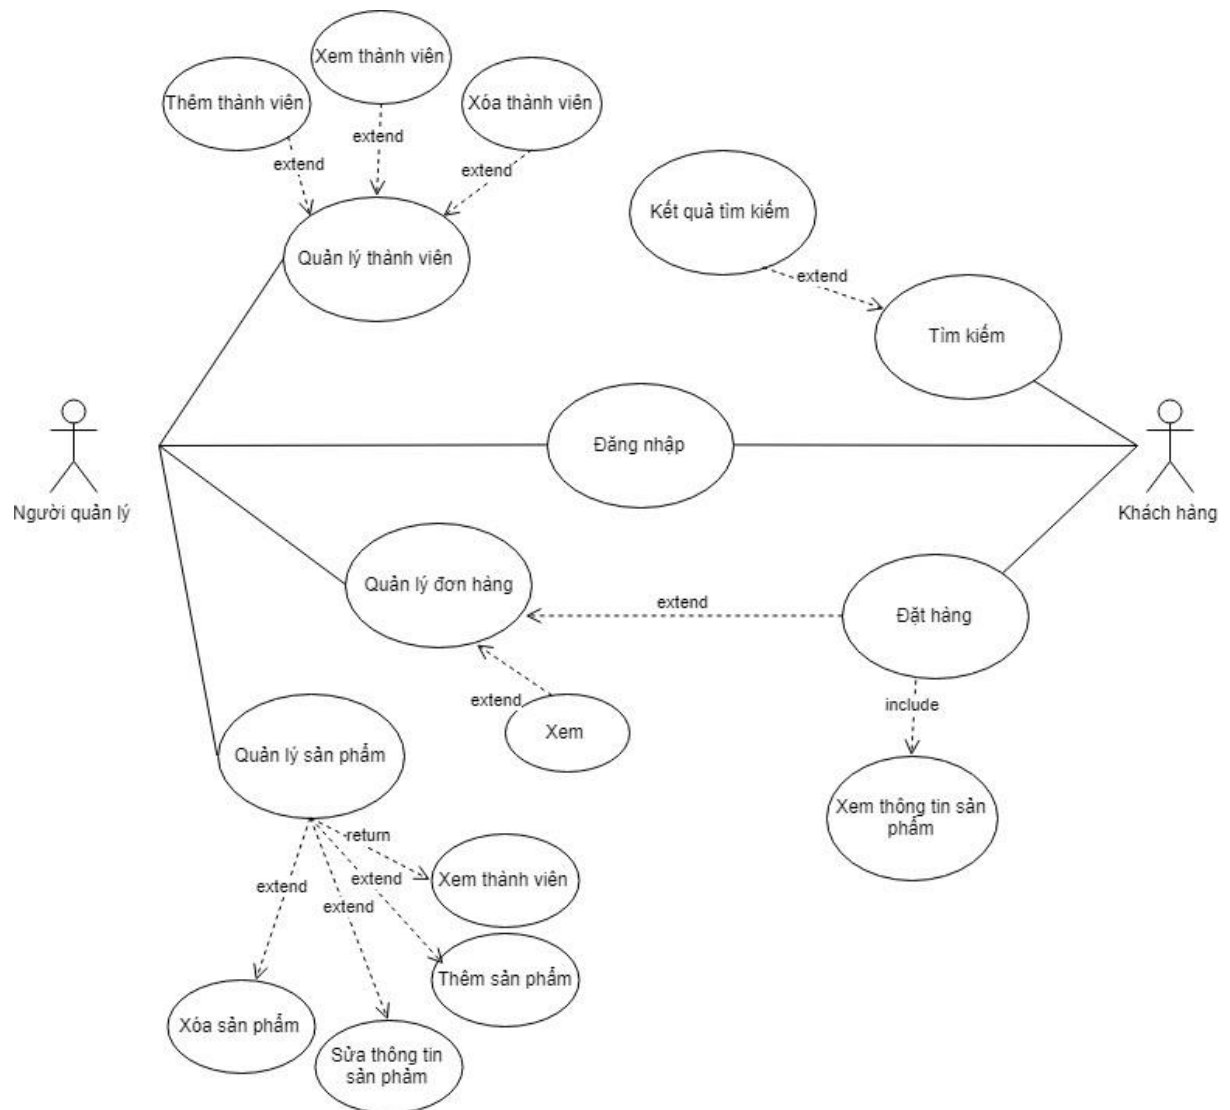 Xem thành viên
Thêm thành viên
Xóa thành viên
extend
extend
extend
Kết quả tìm kiếm
Quản lý thành viên
extend
Tìm kiếm
Đăng nhập
Người quản lý
Khách hàng
Quản lý đơn hàng
extend
Đặt hàng
extend
include
Xem
Quản lý sản phẩm
Xem thông tin sản
phẩm
return
Xem thành viên
extend
extend
extend
Thêm sản phẩm
Xóa sản phẩm
Sửa thông tin
sản phảm